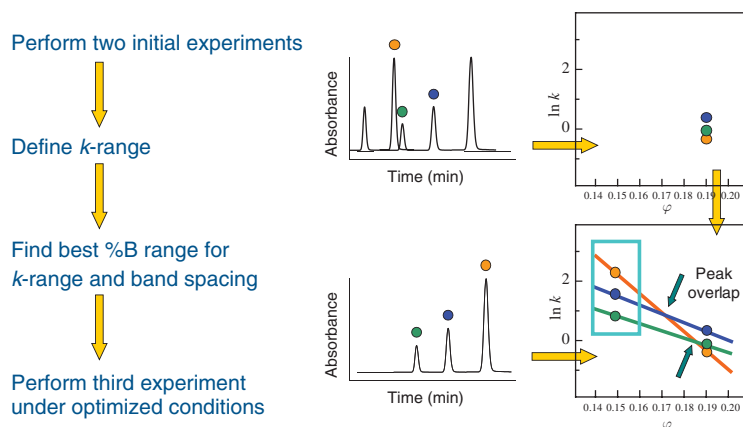 Perform two initial experiments
Define k-range
Find best %B range for
k-range and band spacing
Perform third experiment
under optimized conditions
Absorbance
Time (min)
ln k
2
0
0.14 0.15 0.16 0.17 0.18 0.19 0.20
φ
Absorbance
Time (min)
ln k
2
0
Peak
overlap
0.14 0.15 0.16 0.17 0.18 0.19 0.20
φ